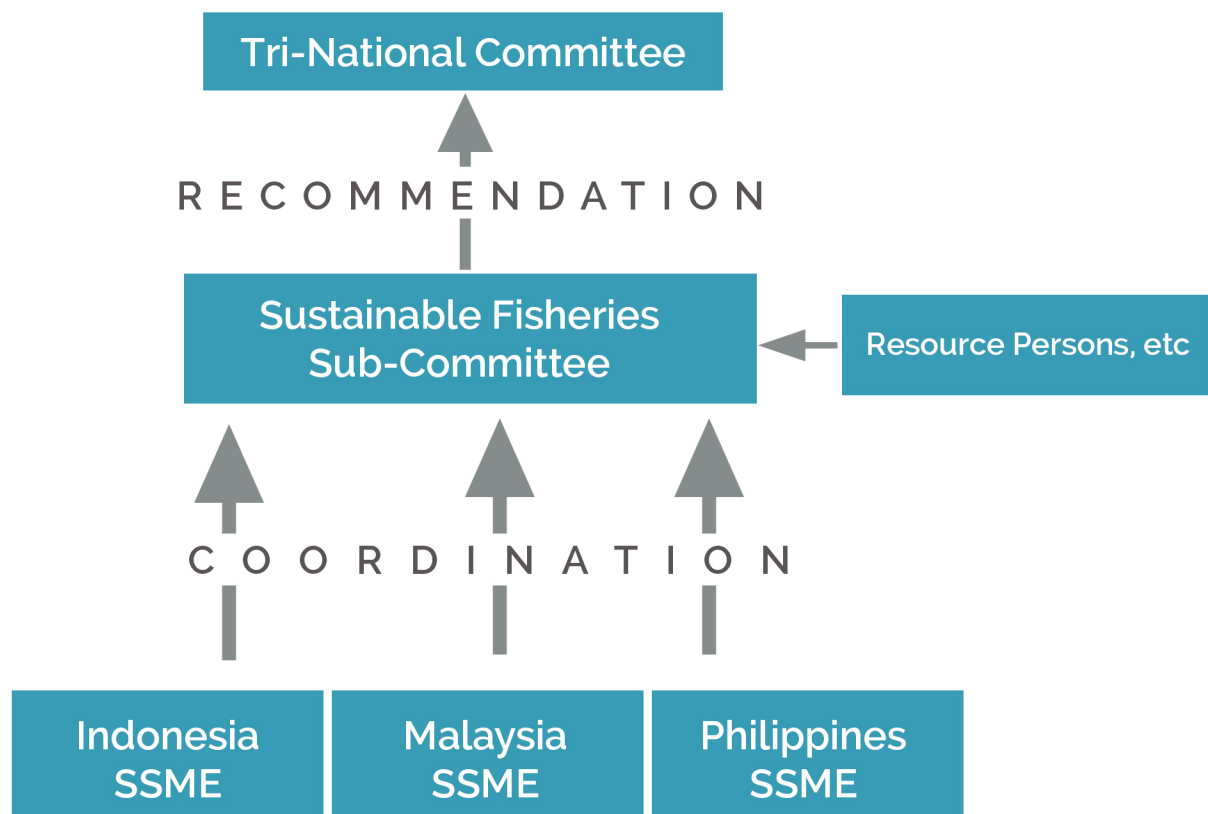 Tri-National Committee
RECOMMENDATION
Sustainable Fisheries
Sub-Committee
Resource Persons, etc
COORDINATION
Indonesia
SSME
Malaysia
SSME
Philippines
SSME